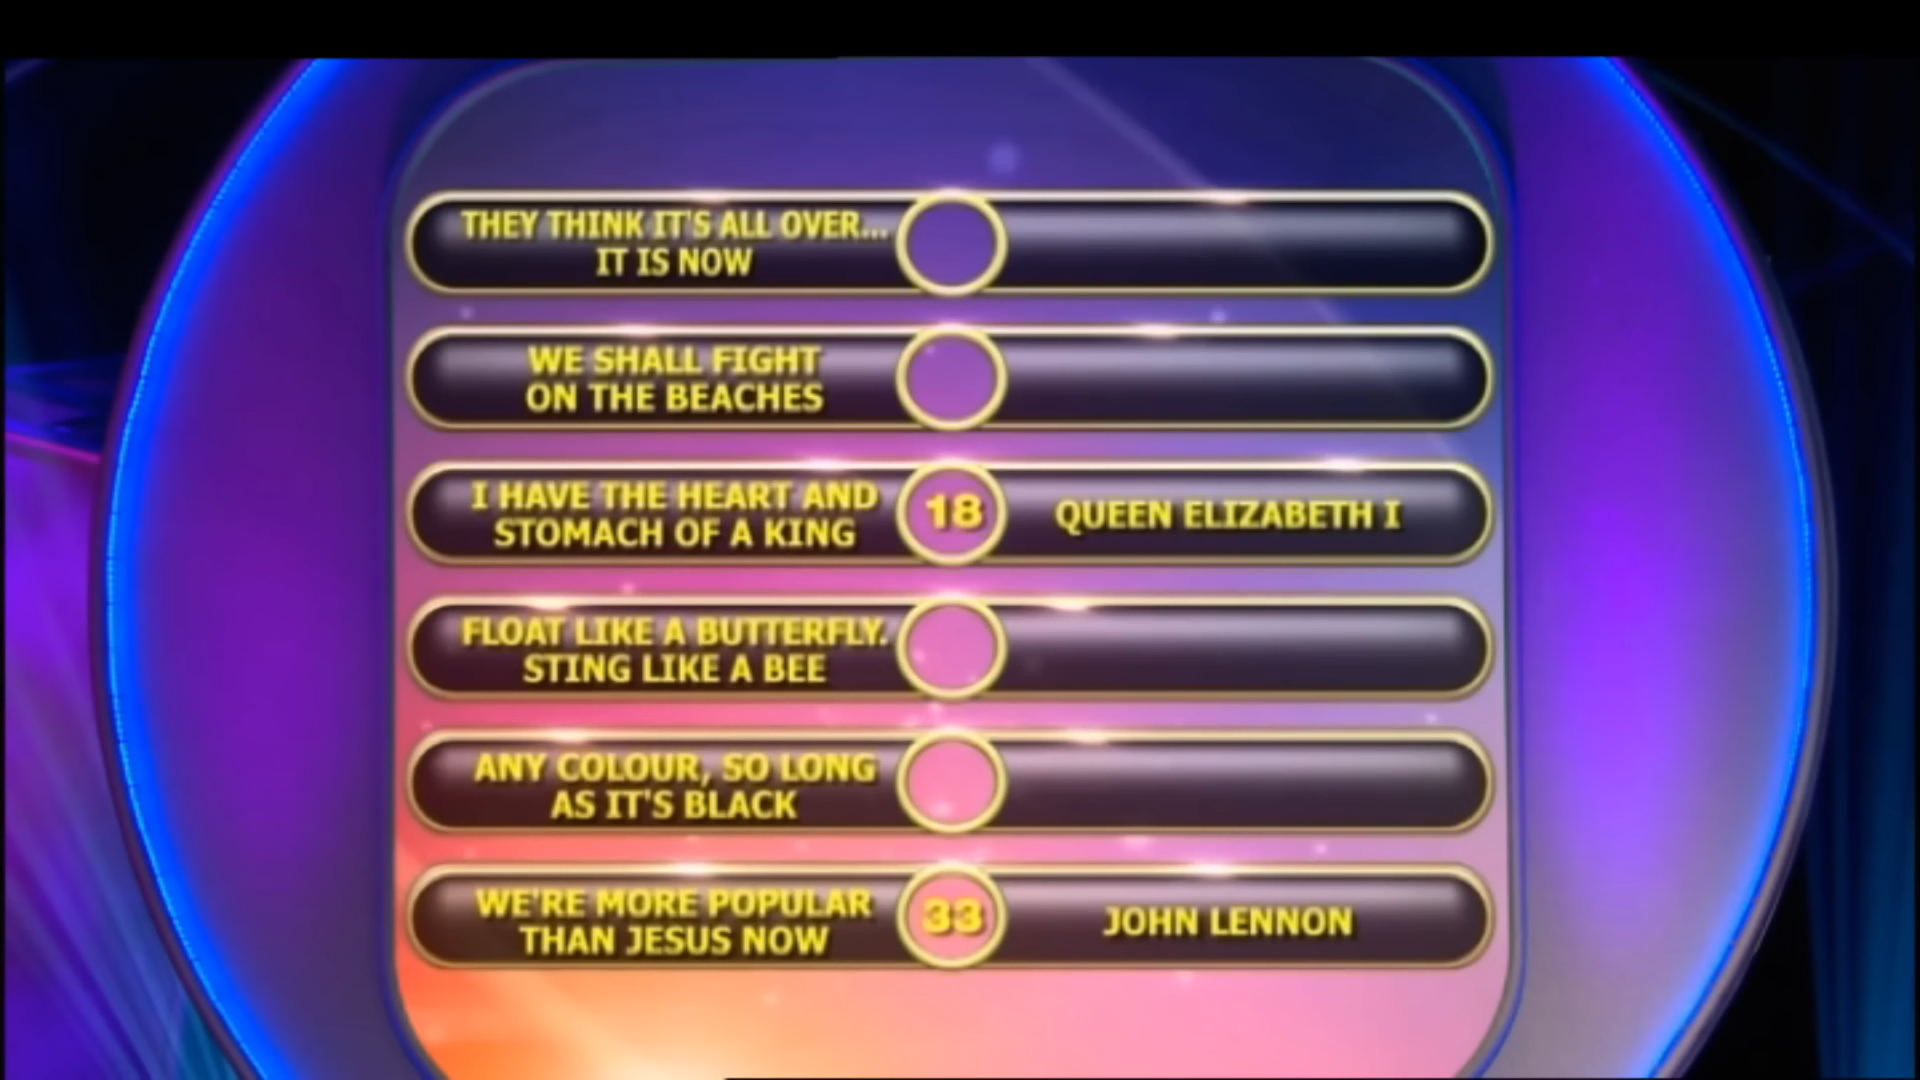 THEY THINK IT'S ALL OVER...
IT IS NOW
WE SHALL FIGHT
ON THE BEACHES
I HAVE THE HEART AND
STOMACH OF A KING
18
QUEEN ELIZABETH I
FLOAT LIKE A BUTTERFLY.
STING LIKE A BEE
ANY COLOUR, SO LONG
AS IT'S BLACK
WE'RE MORE POPULAR
THAN JESUS NOW
33
JOHN LENNON